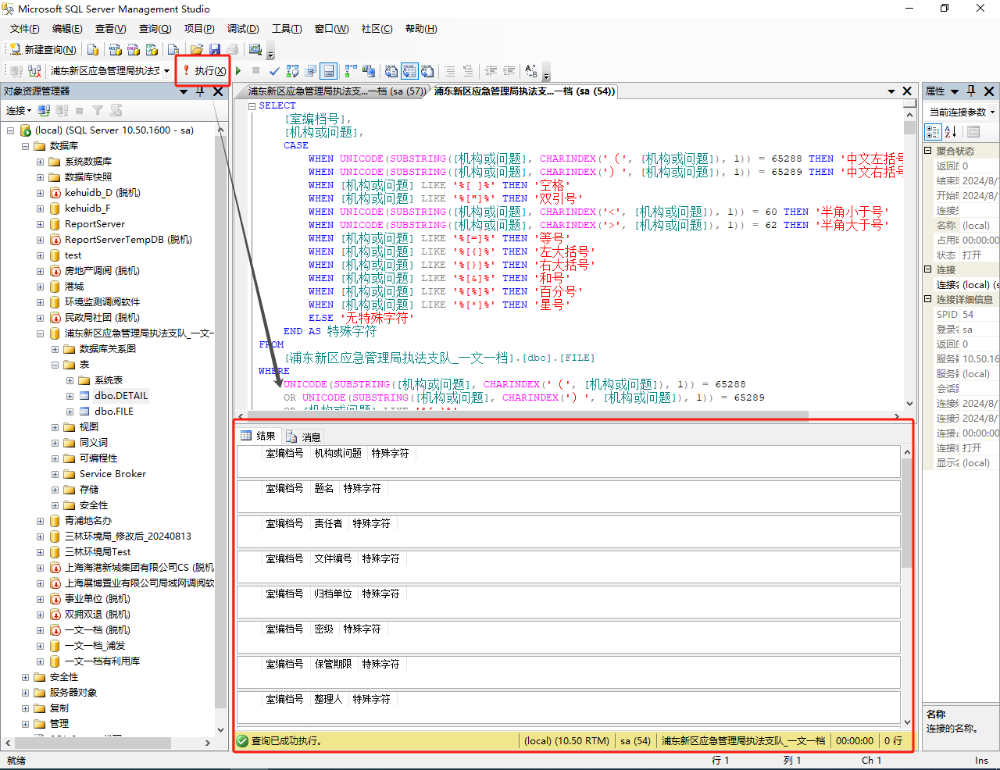 Microsoft SQL Server Management Studio
文件(F) 编辑(E) 查看(V) 查询(Q) 项目(P) 调试(D) 工具(T) 窗口(W) 社区(C) 帮助(H)
新建查询(N)
浦东新区应急管理局执法支 执行(X)
对象资源管理器
连接
(local) (SQL Server 10.50.1600 - sa)
数据库
系统数据库
数据库快照
kehuidb_D (脱机)
kehuidb_F
ReportServer
ReportServerTempDB (脱机)
test
房地产调阅 (脱机)
港城
环境监测调阅软件
民政局社团 (脱机)
浦东新区应急管理局执法支队_一文一
数据库关系图
表
系统表
dbo.DETAIL
dbo.FILE
视图
同义词
可编程性
Service Broker
存储
安全性
青浦地名办
三林环境局_修改后_20240813
三林环境局Test
上海海港新城集团有限公司CS (脱机
上海展博置业有限公司局域网调阅软
事业单位 (脱机)
双拥双退 (脱机)
一文一档 (脱机)
一文一档_浦发
一文一档有利用库
安全性
服务器对象
复制
管理
浦东新区应急管理局执法支...一档 (sa (57)) 浦东新区应急管理局执法支...一档 (sa (54))
SELECT
[室编档号],
[机构或问题],
CASE
WHEN UNICODE(SUBSTRING([机构或问题], CHARINDEX('（', [机构或问题]), 1)) = 65288 THEN '中文左括号
WHEN UNICODE(SUBSTRING([机构或问题], CHARINDEX('）', [机构或问题]), 1)) = 65289 THEN '中文右括号
WHEN [机构或问题] LIKE '%[ ]%' THEN '空格'
WHEN [机构或问题] LIKE '%["]%' THEN '双引号'
WHEN UNICODE(SUBSTRING([机构或问题], CHARINDEX('<', [机构或问题]), 1)) = 60 THEN '半角小于号'
WHEN UNICODE(SUBSTRING([机构或问题], CHARINDEX('>', [机构或问题]), 1)) = 62 THEN '半角大于号'
WHEN [机构或问题] LIKE '%[=]%' THEN '等号'
WHEN [机构或问题] LIKE '%[{]%' THEN '左大括号'
WHEN [机构或问题] LIKE '%[}]%' THEN '右大括号'
WHEN [机构或问题] LIKE '%[&]%' THEN '和号'
WHEN [机构或问题] LIKE '%[%]%' THEN '百分号'
WHEN [机构或问题] LIKE '%[*]%' THEN '星号'
ELSE '无特殊字符'
END AS 特殊字符
FROM
[浦东新区应急管理局执法支队_一文一档].[dbo].[FILE]
WHERE
UNICODE(SUBSTRING([机构或问题], CHARINDEX('（', [机构或问题]), 1)) = 65288
OR UNICODE(SUBSTRING([机构或问题], CHARINDEX('）', [机构或问题]), 1)) = 65289
结果 消息
室编档号 机构或问题 特殊字符
室编档号 题名 特殊字符
室编档号 责任者 特殊字符
室编档号 文件编号 特殊字符
室编档号 归档单位 特殊字符
室编档号 密级 特殊字符
室编档号 保管期限 特殊字符
室编档号 整理人 特殊字符
查询已成功执行。 (local) (10.50 RTM) sa (54) 浦东新区应急管理局执法支队_一文一档 00:00:00 0 行
属性
当前连接参数
聚合状态
返回的 0
结束时 2024/8/
开始时 2024/8/
连接
名称 (local)
占用时 00:00:00
状态 打开
连接
连接名 (local) (s
连接详细信息
SPID 54
登录名 sa
返回的 0
服务器 10.50.16
服务器 (local)
会话
连接结 2024/8/
连接开 2024/8/
连接占 00:00:00
连接状 打开
显示名 (local)
名称
连接的名称。
就绪 行 1 列 1 Ch 1 Ins